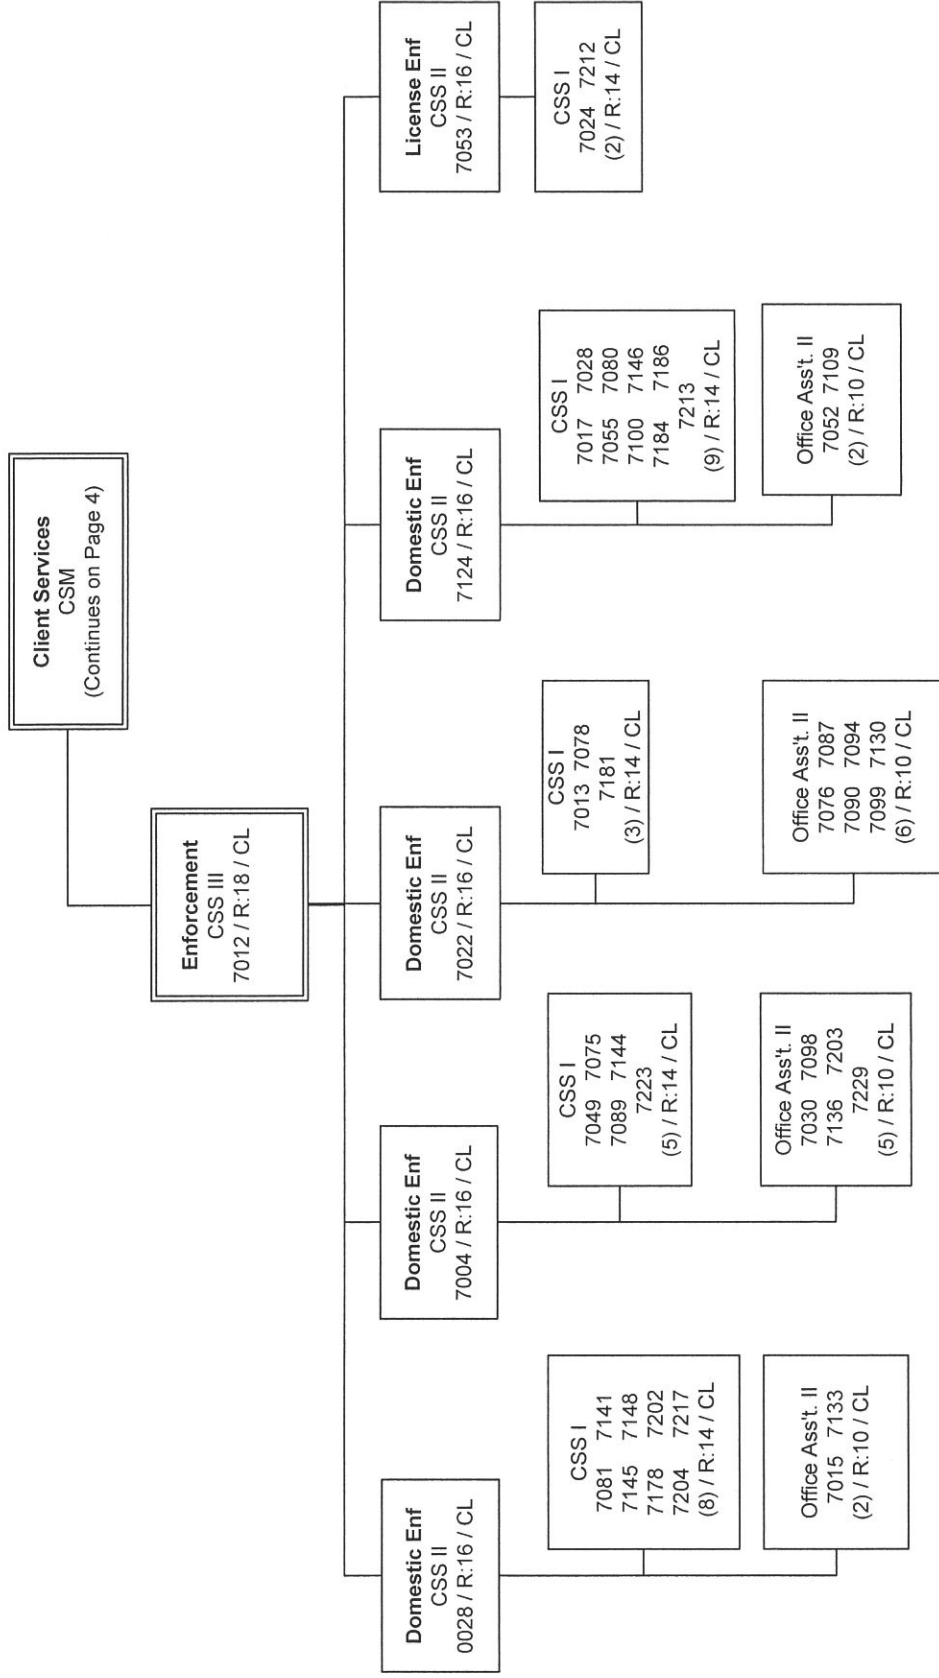 Client Services
CSM
(Continues on Page 4)
Enforcement
CSS III
7012 / R:18 / CL
Domestic Enf
CSS II
0028 / R:16 / CL
CSS I
7081 7141
7145 7148
7178 7202
7204 7217
(8) / R:14 / CL
Office Ass't. II
7015 7133
(2) / R:10 / CL
Domestic Enf
CSS II
7004 / R:16 / CL
CSS I
7049 7075
7089 7144
7223
(5) / R:14 / CL
Office Ass't. II
7030 7098
7136 7203
7229
(5) / R:10 / CL
Domestic Enf
CSS II
7022 / R:16 / CL
CSS I
7013 7078
7181
(3) / R:14 / CL
Office Ass't. II
7076 7087
7090 7094
7099 7130
(6) / R:10 / CL
Domestic Enf
CSS II
7124 / R:16 / CL
CSS I
7017 7028
7055 7080
7100 7146
7184 7186
7213
(9) / R:14 / CL
Office Ass't. II
7052 7109
(2) / R:10 / CL
License Enf
CSS II
7053 / R:16 / CL
CSS I
7024 7212
(2) / R:14 / CL